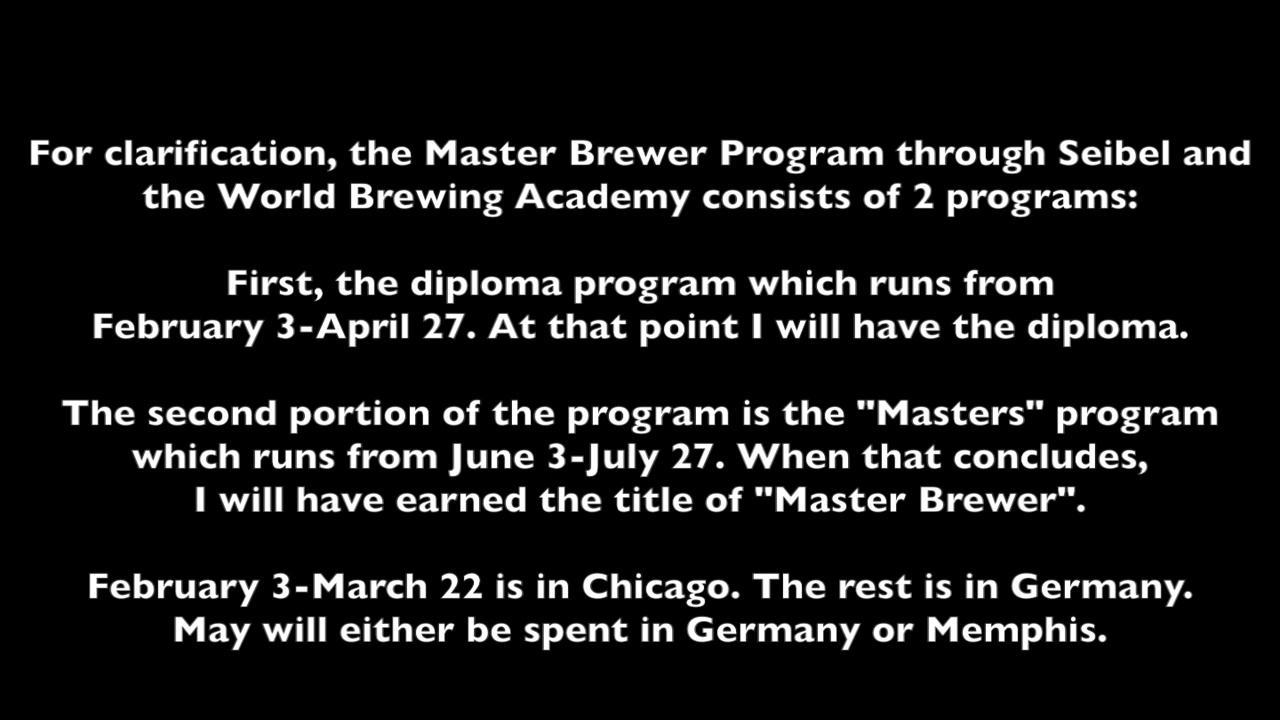 For clarification, the Master Brewer Program through Seibel and
the World Brewing Academy consists of 2 programs:
First, the diploma program which runs from
February 3-April 27. At that point I will have the diploma.
The second portion of the program is the "Masters" program
which runs from June 3-July 27. When that concludes,
I will have earned the title of "Master Brewer".
February 3-March 22 is in Chicago. The rest is in Germany.
May will either be spent in Germany or Memphis.